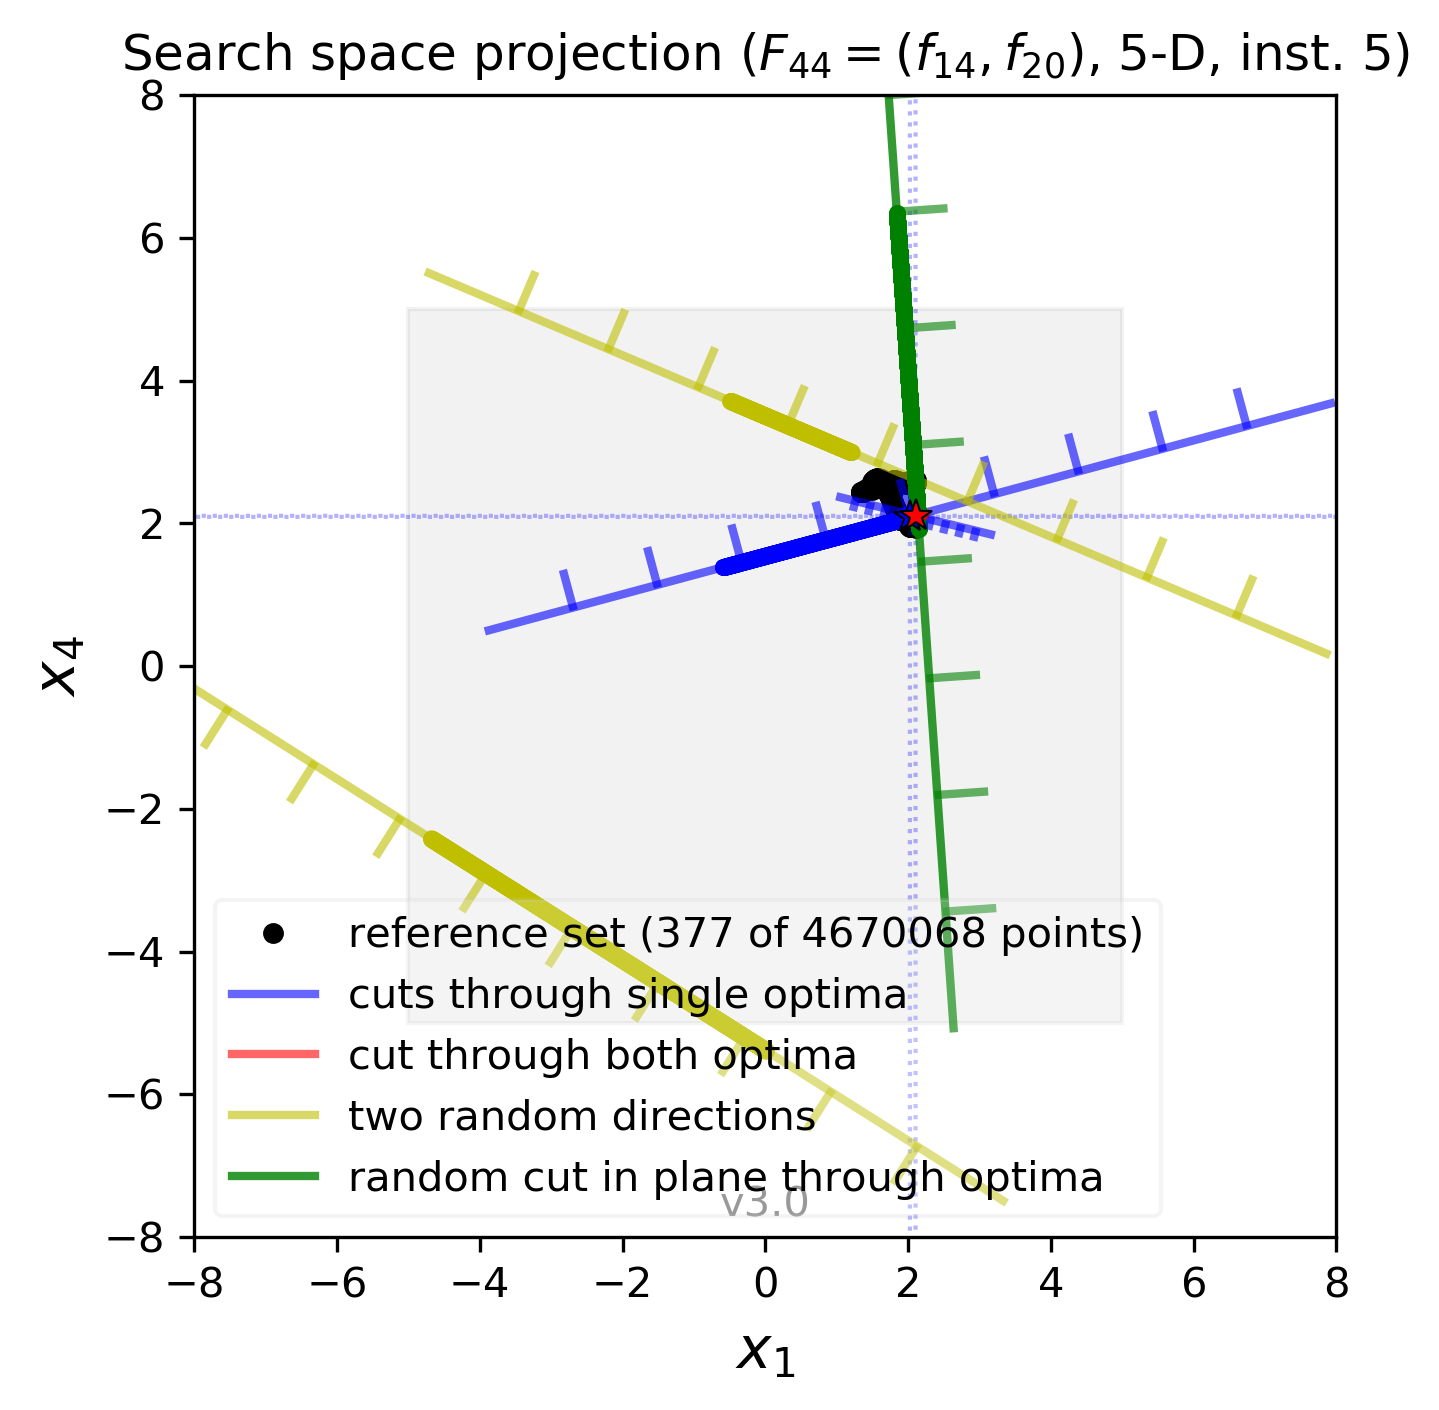 Search space projection (F₄₄ = (f₁₄, f₂₀), 5-D, inst. 5)
8
6
4
2
0
−2
−4
−6
−8
x₄
reference set (377 of 4670068 points)
cuts through single optima
cut through both optima
two random directions
random cut in plane through optima
v3.0
−8 −6 −4 −2 0 2 4 6 8
x₁